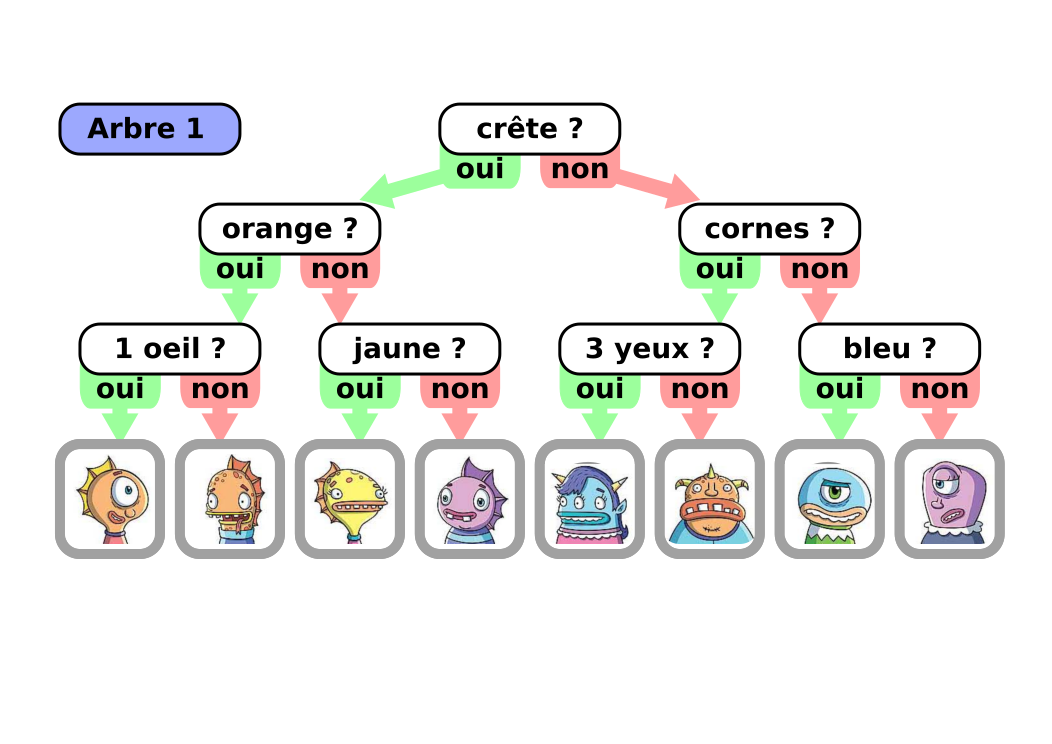 Arbre 1
crête ?
oui non
orange ? cornes ?
oui non oui non
1 oeil ? jaune ? 3 yeux ? bleu ?
oui non oui non oui non oui non